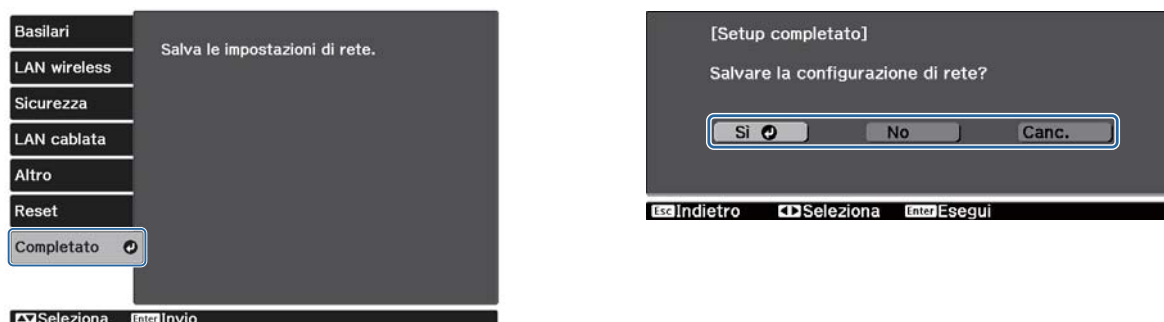 Basilari
LAN wireless
Sicurezza
LAN cablata
Altro
Reset
Completato
Salva le impostazioni di rete.
Seleziona Enter Invio
[Setup completato]
Salvare la configurazione di rete?
Sì No Canc.
Esc Indietro Seleziona Enter Esegui